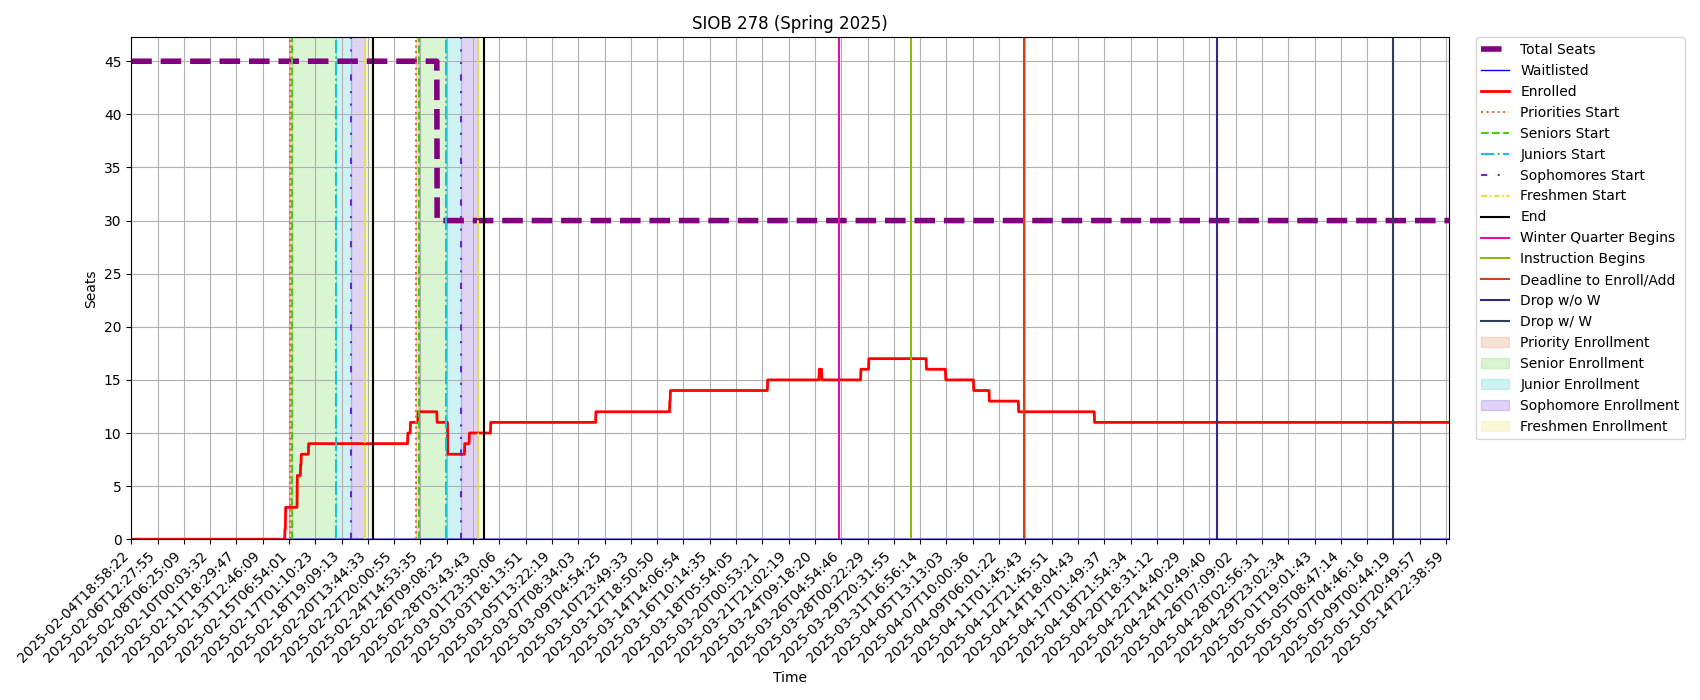 SIOB 278 (Spring 2025)
Seats
45
40
35
30
25
20
15
10
5
0
2025-02-04T18:58:22
2025-02-06T12:27:55
2025-02-08T06:25:09
2025-02-10T00:03:32
2025-02-11T18:29:47
2025-02-13T12:46:09
2025-02-15T06:54:01
2025-02-17T01:10:23
2025-02-18T19:09:13
2025-02-20T13:44:33
2025-02-22T20:00:55
2025-02-24T14:53:35
2025-02-26T09:08:25
2025-02-28T03:43:43
2025-03-01T23:30:06
2025-03-03T18:13:51
2025-03-05T13:22:19
2025-03-07T08:34:03
2025-03-09T04:54:25
2025-03-10T23:49:33
2025-03-12T18:50:50
2025-03-14T14:06:54
2025-03-16T10:14:35
2025-03-18T05:54:05
2025-03-20T00:53:21
2025-03-21T21:02:19
2025-03-24T09:18:20
2025-03-26T04:54:46
2025-03-28T00:22:29
2025-03-29T20:31:55
2025-03-31T16:56:14
2025-04-05T13:13:03
2025-04-07T10:00:36
2025-04-09T06:01:22
2025-04-11T01:45:43
2025-04-12T21:45:51
2025-04-14T18:04:43
2025-04-17T01:49:37
2025-04-18T21:54:34
2025-04-20T18:31:12
2025-04-22T14:40:29
2025-04-24T10:49:40
2025-04-26T07:09:02
2025-04-28T02:56:31
2025-04-29T23:02:34
2025-05-01T19:01:43
2025-05-05T08:47:14
2025-05-07T04:46:16
2025-05-09T00:44:19
2025-05-10T20:49:57
2025-05-14T22:38:59
Time
Total Seats
Waitlisted
Enrolled
Priorities Start
Seniors Start
Juniors Start
Sophomores Start
Freshmen Start
End
Winter Quarter Begins
Instruction Begins
Deadline to Enroll/Add
Drop w/o W
Drop w/ W
Priority Enrollment
Senior Enrollment
Junior Enrollment
Sophomore Enrollment
Freshmen Enrollment